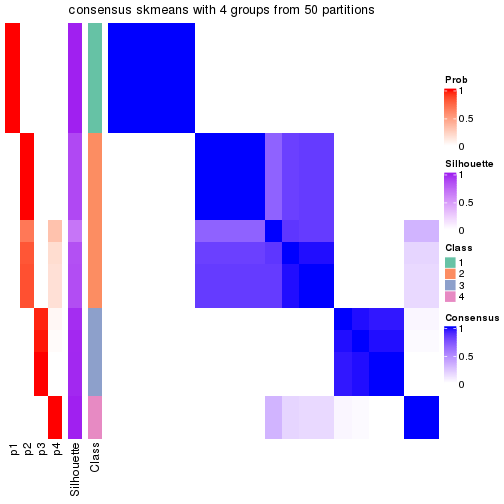 consensus skmeans with 4 groups from 50 partitions
Prob
1
0.5
0
Silhouette
1
0.5
0
Class
1
2
3
4
Consensus
1
0.5
0
p1
p2
p3
p4
Silhouette
Class